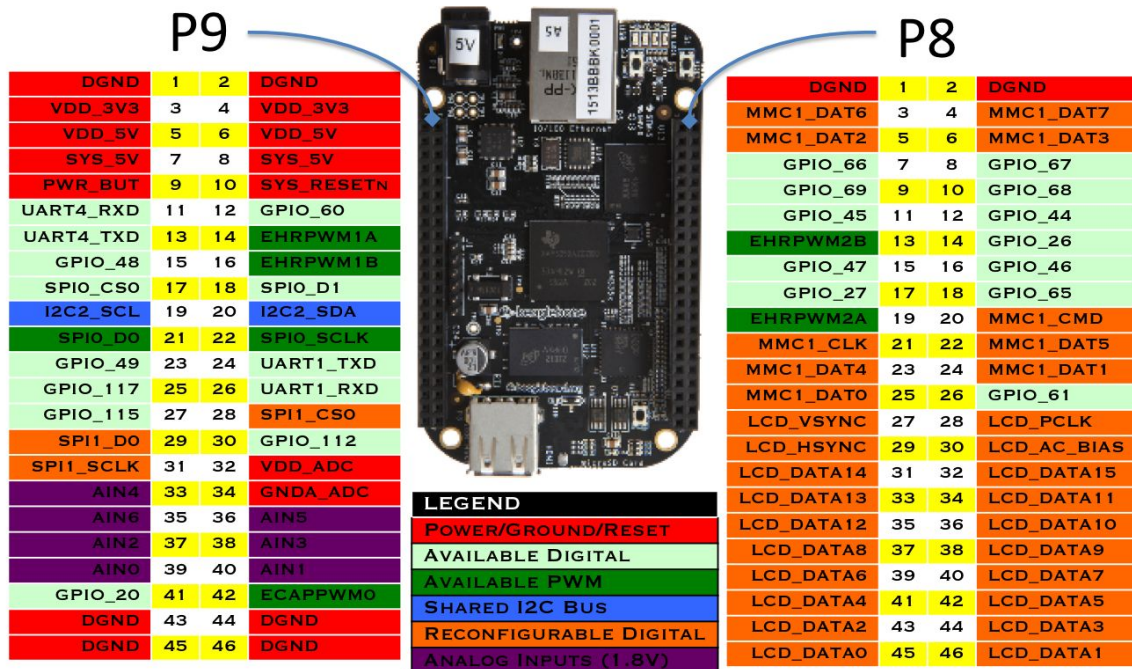 P9
P8
5V
A5
1513BBBK0001
10/100 Ethernet
microSD Card
DGND 1 2 DGND
VDD_3V3 3 4 VDD_3V3
VDD_5V 5 6 VDD_5V
SYS_5V 7 8 SYS_5V
PWR_BUT 9 10 SYS_RESETN
UART4_RXD 11 12 GPIO_60
UART4_TXD 13 14 EHRPWM1A
GPIO_48 15 16 EHRPWM1B
SPI0_CS0 17 18 SPI0_D1
I2C2_SCL 19 20 I2C2_SDA
SPI0_D0 21 22 SPI0_SCLK
GPIO_49 23 24 UART1_TXD
GPIO_117 25 26 UART1_RXD
GPIO_115 27 28 SPI1_CS0
SPI1_D0 29 30 GPIO_112
SPI1_SCLK 31 32 VDD_ADC
AIN4 33 34 GNDA_ADC
AIN6 35 36 AIN5
AIN2 37 38 AIN3
AIN0 39 40 AIN1
GPIO_20 41 42 ECAPPWM0
DGND 43 44 DGND
DGND 45 46 DGND
LEGEND
POWER/GROUND/RESET
AVAILABLE DIGITAL
AVAILABLE PWM
SHARED I2C BUS
RECONFIGURABLE DIGITAL
ANALOG INPUTS (1.8V)
DGND 1 2 DGND
MMC1_DAT6 3 4 MMC1_DAT7
MMC1_DAT2 5 6 MMC1_DAT3
GPIO_66 7 8 GPIO_67
GPIO_69 9 10 GPIO_68
GPIO_45 11 12 GPIO_44
EHRPWM2B 13 14 GPIO_26
GPIO_47 15 16 GPIO_46
GPIO_27 17 18 GPIO_65
EHRPWM2A 19 20 MMC1_CMD
MMC1_CLK 21 22 MMC1_DAT5
MMC1_DAT4 23 24 MMC1_DAT1
MMC1_DAT0 25 26 GPIO_61
LCD_VSYNC 27 28 LCD_PCLK
LCD_HSYNC 29 30 LCD_AC_BIAS
LCD_DATA14 31 32 LCD_DATA15
LCD_DATA13 33 34 LCD_DATA11
LCD_DATA12 35 36 LCD_DATA10
LCD_DATA8 37 38 LCD_DATA9
LCD_DATA6 39 40 LCD_DATA7
LCD_DATA4 41 42 LCD_DATA5
LCD_DATA2 43 44 LCD_DATA3
LCD_DATA0 45 46 LCD_DATA1